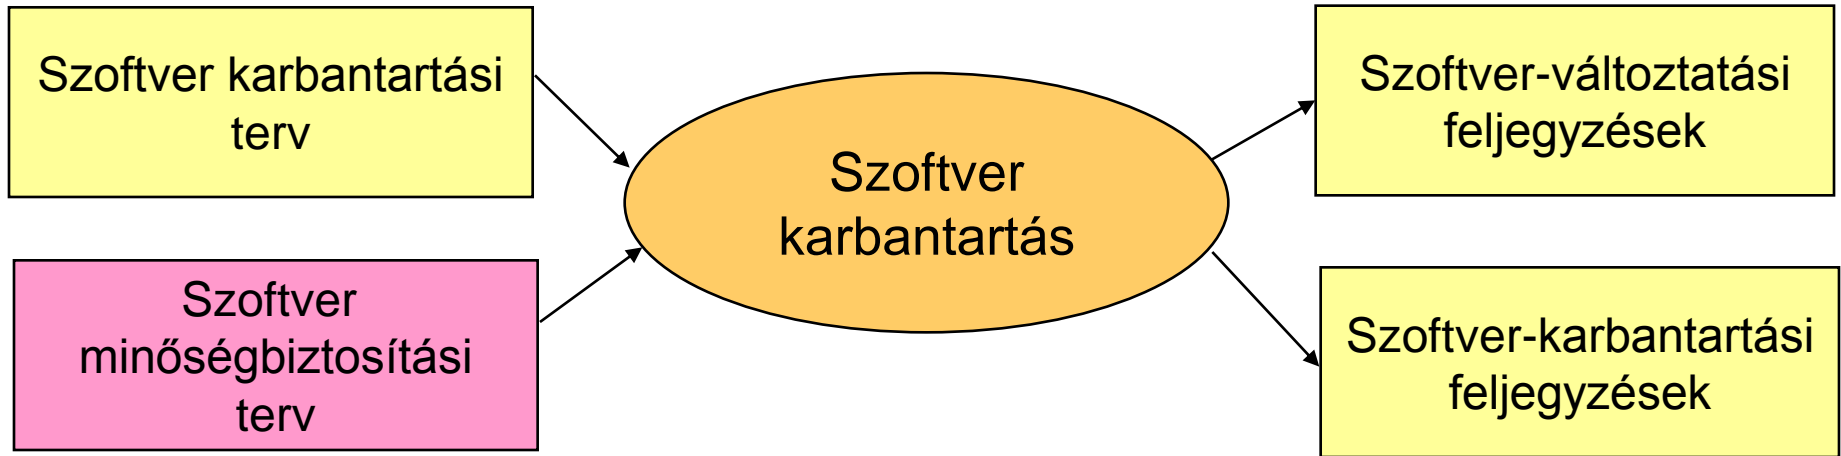 Szoftver karbantartási
terv
Szoftver
minőségbiztosítási
terv
Szoftver
karbantartás
Szoftver-változtatási
feljegyzések
Szoftver-karbantartási
feljegyzések